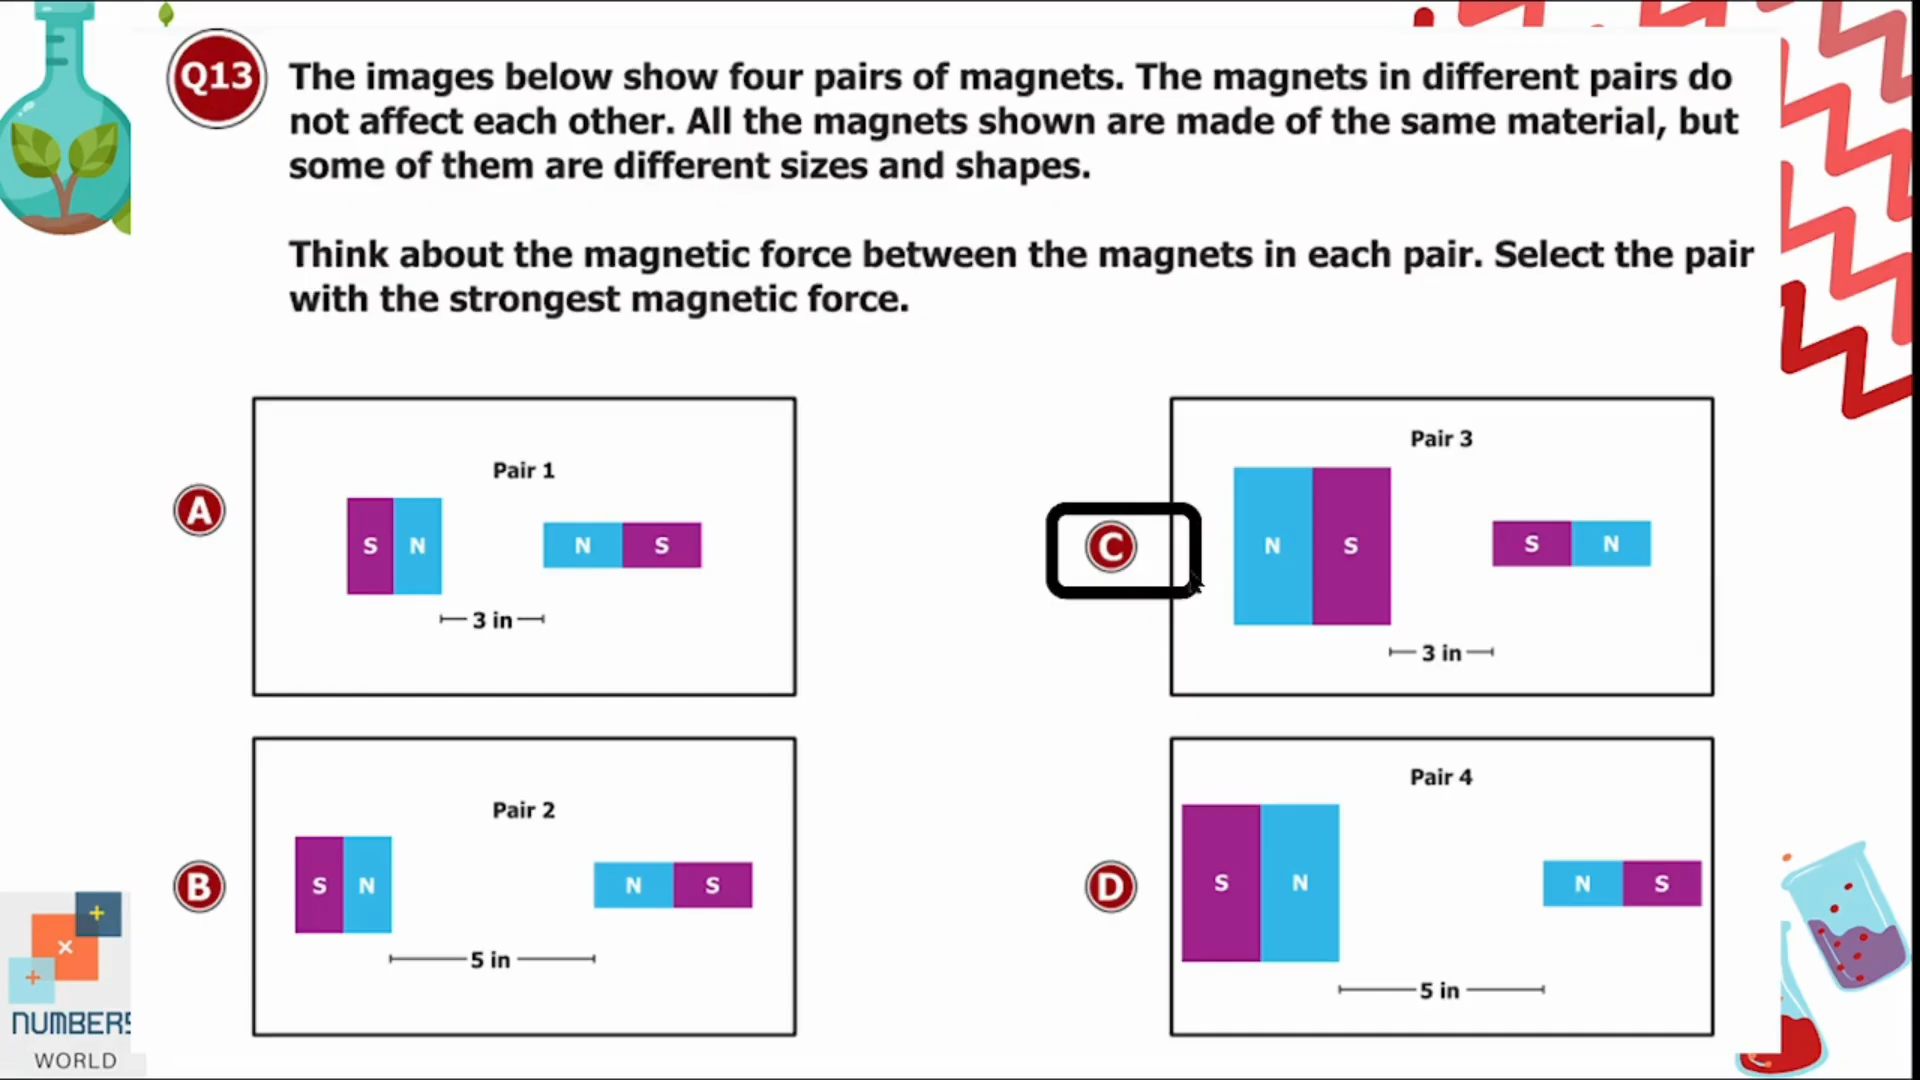 Q13
The images below show four pairs of magnets. The magnets in different pairs do
not affect each other. All the magnets shown are made of the same material, but
some of them are different sizes and shapes.
Think about the magnetic force between the magnets in each pair. Select the pair
with the strongest magnetic force.
A
Pair 1
S N N S
3 in
C
Pair 3
N S S N
3 in
B
Pair 2
S N N S
5 in
D
Pair 4
S N N S
5 in
+
×
+
NUMBERS
WORLD